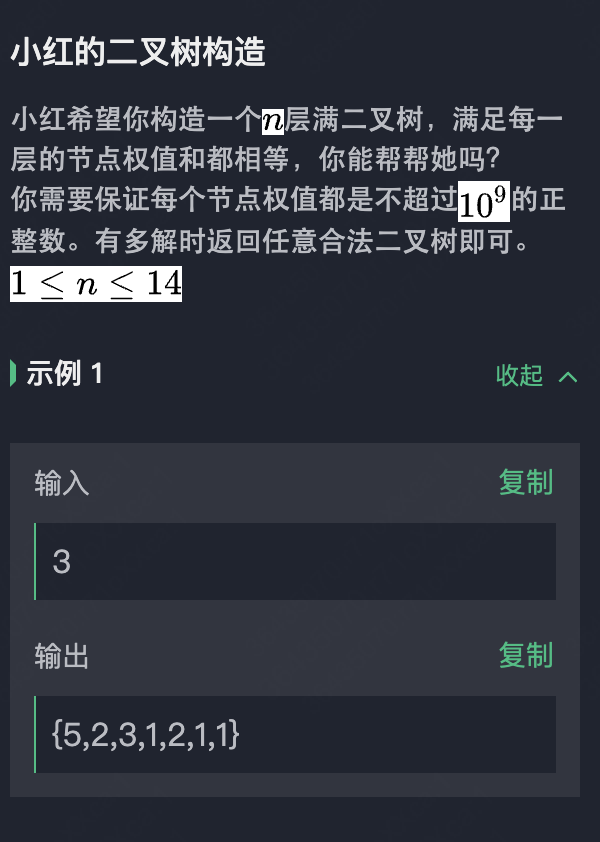 小红的二叉树构造
小红希望你构造一个n层满二叉树，满足每一
层的节点权值和都相等，你能帮帮她吗？
你需要保证每个节点权值都是不超过10⁹的正
整数。有多解时返回任意合法二叉树即可。
1 ≤ n ≤ 14
示例 1 收起
输入 复制
3
输出 复制
{5,2,3,1,2,1,1}